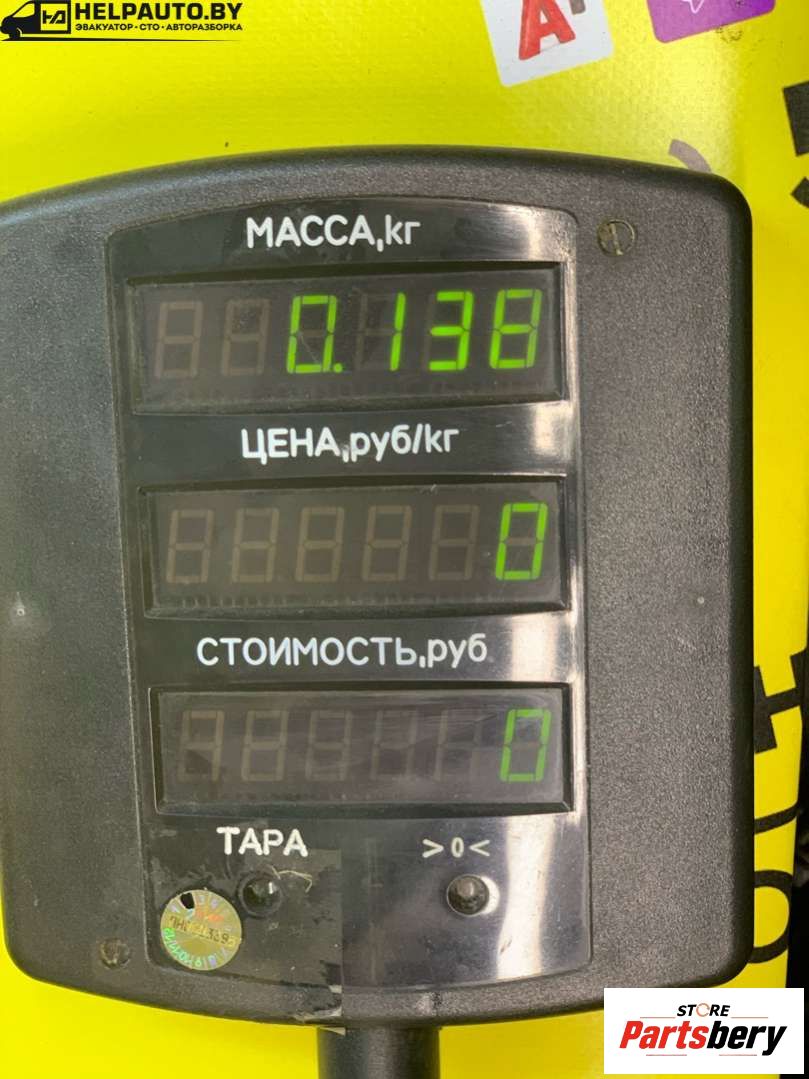 HELPAUTO.BY
ЭВАКУАТОР • СТО • АВТОРАЗБОРКА
МАССА,кг
0.138
ЦЕНА,руб/кг
0
СТОИМОСТЬ,руб
0
ТАРА >0<
STORE
Partsbery